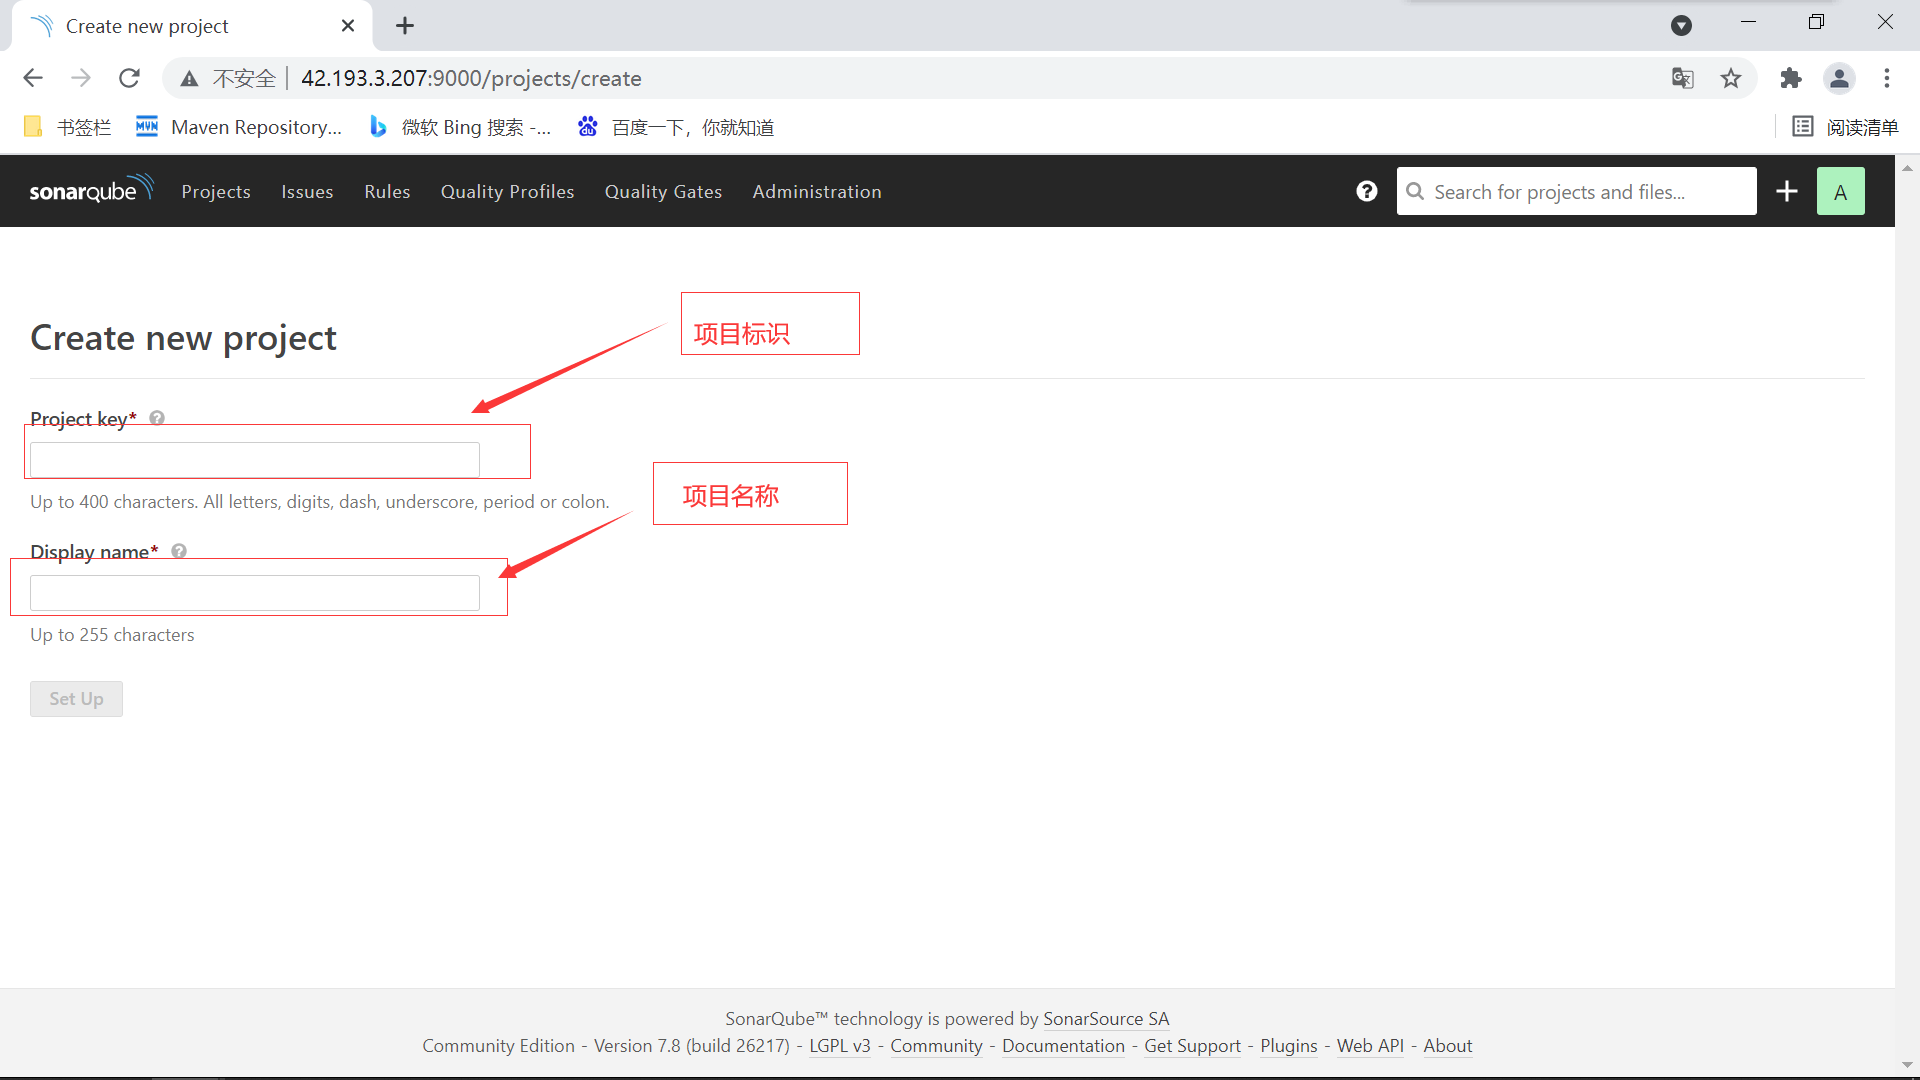 Create new project
不安全 42.193.3.207:9000/projects/create
书签栏 MVN Maven Repository... 微软 Bing 搜索 -... du 百度一下，你就知道 阅读清单
sonarqube Projects Issues Rules Quality Profiles Quality Gates Administration Search for projects and files... A
项目标识
Create new project
Project key*
Up to 400 characters. All letters, digits, dash, underscore, period or colon.
项目名称
Display name*
Up to 255 characters
Set Up
SonarQube™ technology is powered by SonarSource SA
Community Edition - Version 7.8 (build 26217) - LGPL v3 - Community - Documentation - Get Support - Plugins - Web API - About